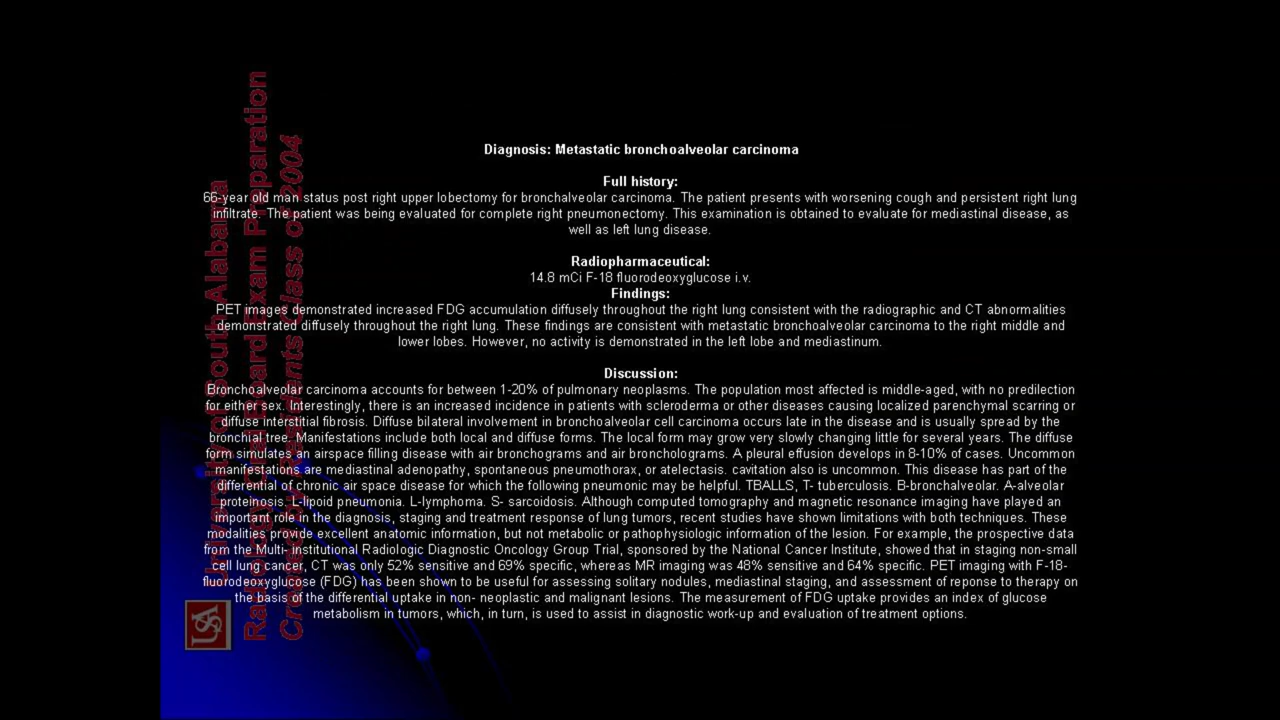 Diagnosis: Metastatic bronchoalveolar carcinoma
Full history:
66-year old man status post right upper lobectomy for bronchalveolar carcinoma. The patient presents with worsening cough and persistent right lung
infiltrate. The patient was being evaluated for complete right pneumonectomy. This examination is obtained to evaluate for mediastinal disease, as
well as left lung disease.
Radiopharmaceutical:
14.8 mCi F-18 fluorodeoxyglucose i.v.
Findings:
PET images demonstrated increased FDG accumulation diffusely throughout the right lung consistent with the radiographic and CT abnormalities
demonstrated diffusely throughout the right lung. These findings are consistent with metastatic bronchoalveolar carcinoma to the right middle and
lower lobes. However, no activity is demonstrated in the left lobe and mediastinum.
Discussion:
Bronchoalveolar carcinoma accounts for between 1-20% of pulmonary neoplasms. The population most affected is middle-aged, with no predilection
for either sex. Interestingly, there is an increased incidence in patients with scleroderma or other diseases causing localized parenchymal scarring or
diffuse interstitial fibrosis. Diffuse bilateral involvement in bronchoalveolar cell carcinoma occurs late in the disease and is usually spread by the
bronchial tree. Manifestations include both local and diffuse forms. The local form may grow very slowly changing little for several years. The diffuse
form simulates an airspace filling disease with air bronchograms and air broncholograms. A pleural effusion develops in 8-10% of cases. Uncommon
manifestations are mediastinal adenopathy, spontaneous pneumothorax, or atelectasis. cavitation also is uncommon. This disease has part of the
differential of chronic air space disease for which the following pneumonic may be helpful. TBALLS, T- tuberculosis. B-bronchalveolar. A-alveolar
proteinosis. L-lipoid pneumonia. L-lymphoma. S- sarcoidosis. Although computed tomography and magnetic resonance imaging have played an
important role in the diagnosis, staging and treatment response of lung tumors, recent studies have shown limitations with both techniques. These
modalities provide excellent anatomic information, but not metabolic or pathophysiologic information of the lesion. For example, the prospective data
from the Multi- institutional Radiologic Diagnostic Oncology Group Trial, sponsored by the National Cancer Institute, showed that in staging non-small
cell lung cancer, CT was only 52% sensitive and 69% specific, whereas MR imaging was 48% sensitive and 64% specific. PET imaging with F-18-
fluorodeoxyglucose (FDG) has been shown to be useful for assessing solitary nodules, mediastinal staging, and assessment of reponse to therapy on
the basis of the differential uptake in non- neoplastic and malignant lesions. The measurement of FDG uptake provides an index of glucose
metabolism in tumors, which, in turn, is used to assist in diagnostic work-up and evaluation of treatment options.
University of South Alabama
Radiology Oral Board Exam Preparation
Created by Residents Class of 2004
USA